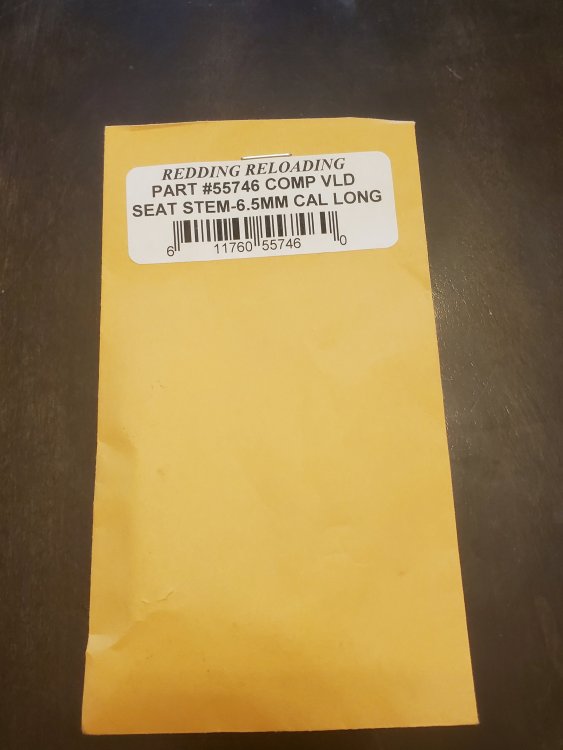 REDDING RELOADING
PART #55746 COMP VLD
SEAT STEM-6.5MM CAL LONG
6 11760 55746 0